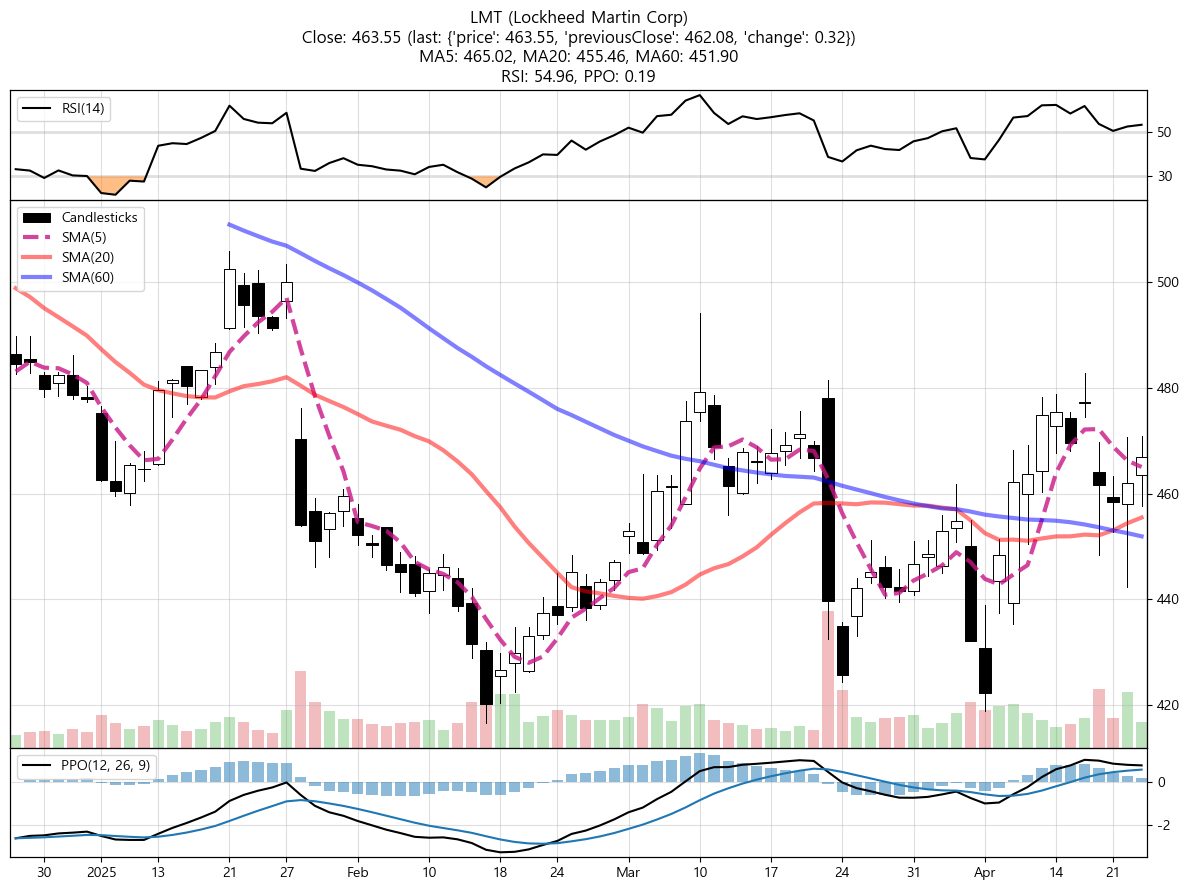 LMT (Lockheed Martin Corp)
Close: 463.55 (last: {'price': 463.55, 'previousClose': 462.08, 'change': 0.32})
MA5: 465.02, MA20: 455.46, MA60: 451.90
RSI: 54.96, PPO: 0.19
RSI(14)
50
30
Candlesticks
SMA(5)
SMA(20)
SMA(60)
500
480
460
440
420
PPO(12, 26, 9)
0
-2
30 2025 13 21 27 Feb 10 18 24 Mar 10 17 24 31 Apr 14 21